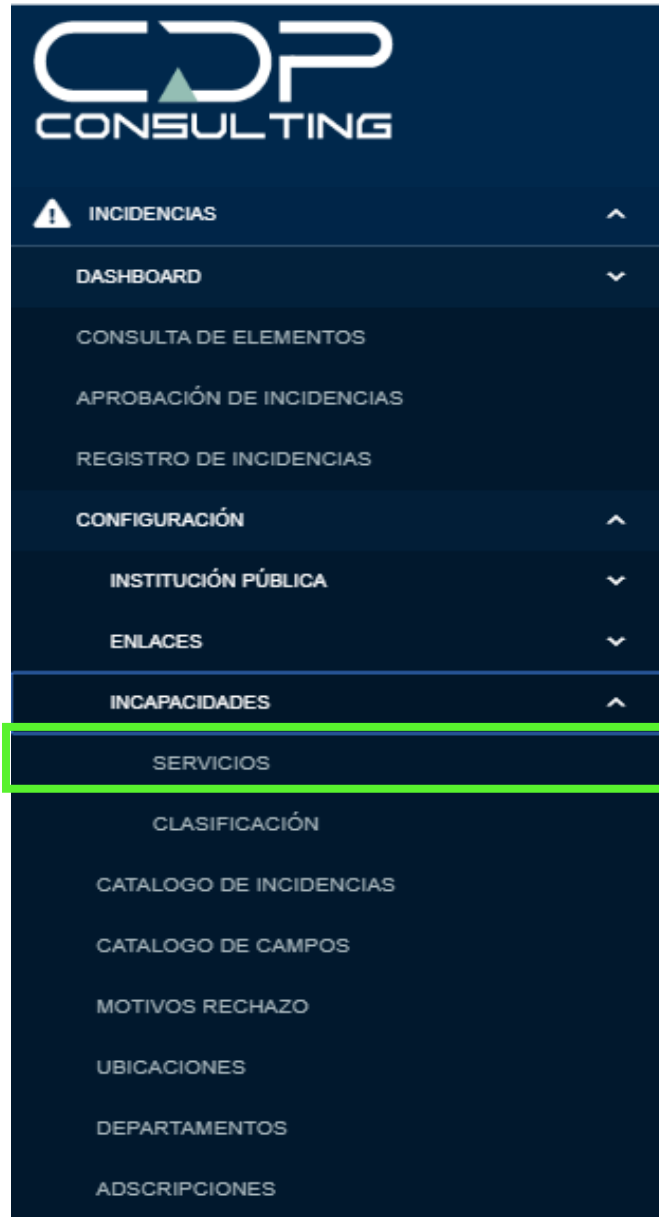 CDP
CONSULTING
INCIDENCIAS
DASHBOARD
CONSULTA DE ELEMENTOS
APROBACIÓN DE INCIDENCIAS
REGISTRO DE INCIDENCIAS
CONFIGURACIÓN
INSTITUCIÓN PÚBLICA
ENLACES
INCAPACIDADES
SERVICIOS
CLASIFICACIÓN
CATALOGO DE INCIDENCIAS
CATALOGO DE CAMPOS
MOTIVOS RECHAZO
UBICACIONES
DEPARTAMENTOS
ADSCRIPCIONES